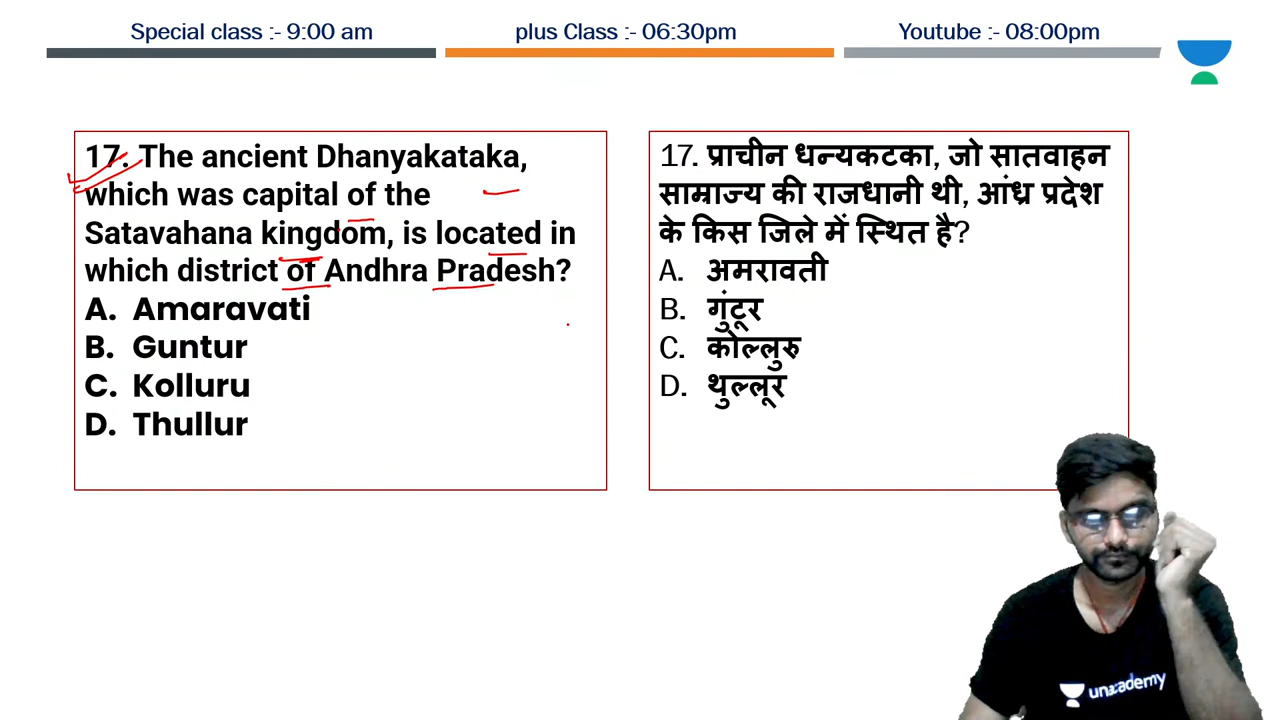 Special class :- 9:00 am
plus Class :- 06:30pm
Youtube :- 08:00pm
17. The ancient Dhanyakataka,
which was capital of the
Satavahana kingdom, is located in
which district of Andhra Pradesh?
A. Amaravati
B. Guntur
C. Kolluru
D. Thullur
17. प्राचीन धन्यकटका, जो सातवाहन
साम्राज्य की राजधानी थी, आंध्र प्रदेश
के किस जिले में स्थित है?
A. अमरावती
B. गुंटूर
C. कोल्लुरु
D. थुल्लूर
unacademy